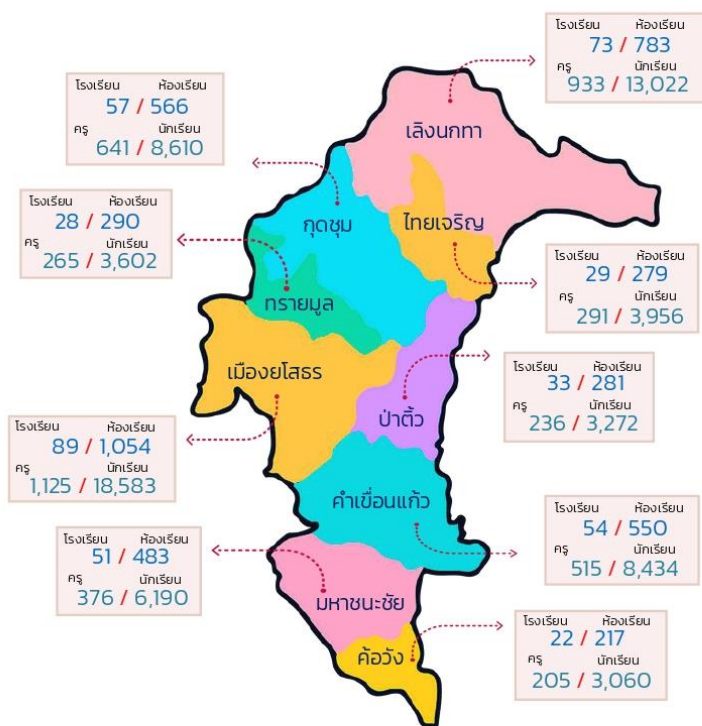 โรงเรียน ห้องเรียน
73 / 783
ครู นักเรียน
933 / 13,022
โรงเรียน ห้องเรียน
57 / 566
ครู นักเรียน
641 / 8,610
เลิงนกทา
โรงเรียน ห้องเรียน
28 / 290
ครู นักเรียน
265 / 3,602
กุดชุม
ไทยเจริญ
โรงเรียน ห้องเรียน
29 / 279
ครู นักเรียน
291 / 3,956
ทรายมูล
เมืองยโสธร
ป่าติ้ว
โรงเรียน ห้องเรียน
33 / 281
ครู นักเรียน
236 / 3,272
โรงเรียน ห้องเรียน
89 / 1,054
ครู นักเรียน
1,125 / 18,583
คำเขื่อนแก้ว
โรงเรียน ห้องเรียน
54 / 550
ครู นักเรียน
515 / 8,434
โรงเรียน ห้องเรียน
51 / 483
ครู นักเรียน
376 / 6,190
มหาชนะชัย
ค้อวัง
โรงเรียน ห้องเรียน
22 / 217
ครู นักเรียน
205 / 3,060